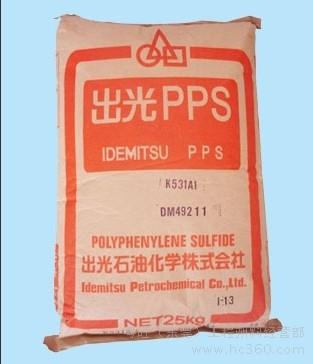 出光PPS
IDEMITSU PPS
K531A1
DM49211
POLYPHENYLENE SULFIDE
出光石油化学株式会社
Idemitsu Petrochemical Co.,Ltd.
I-13
NET25KG
www.hc360.com